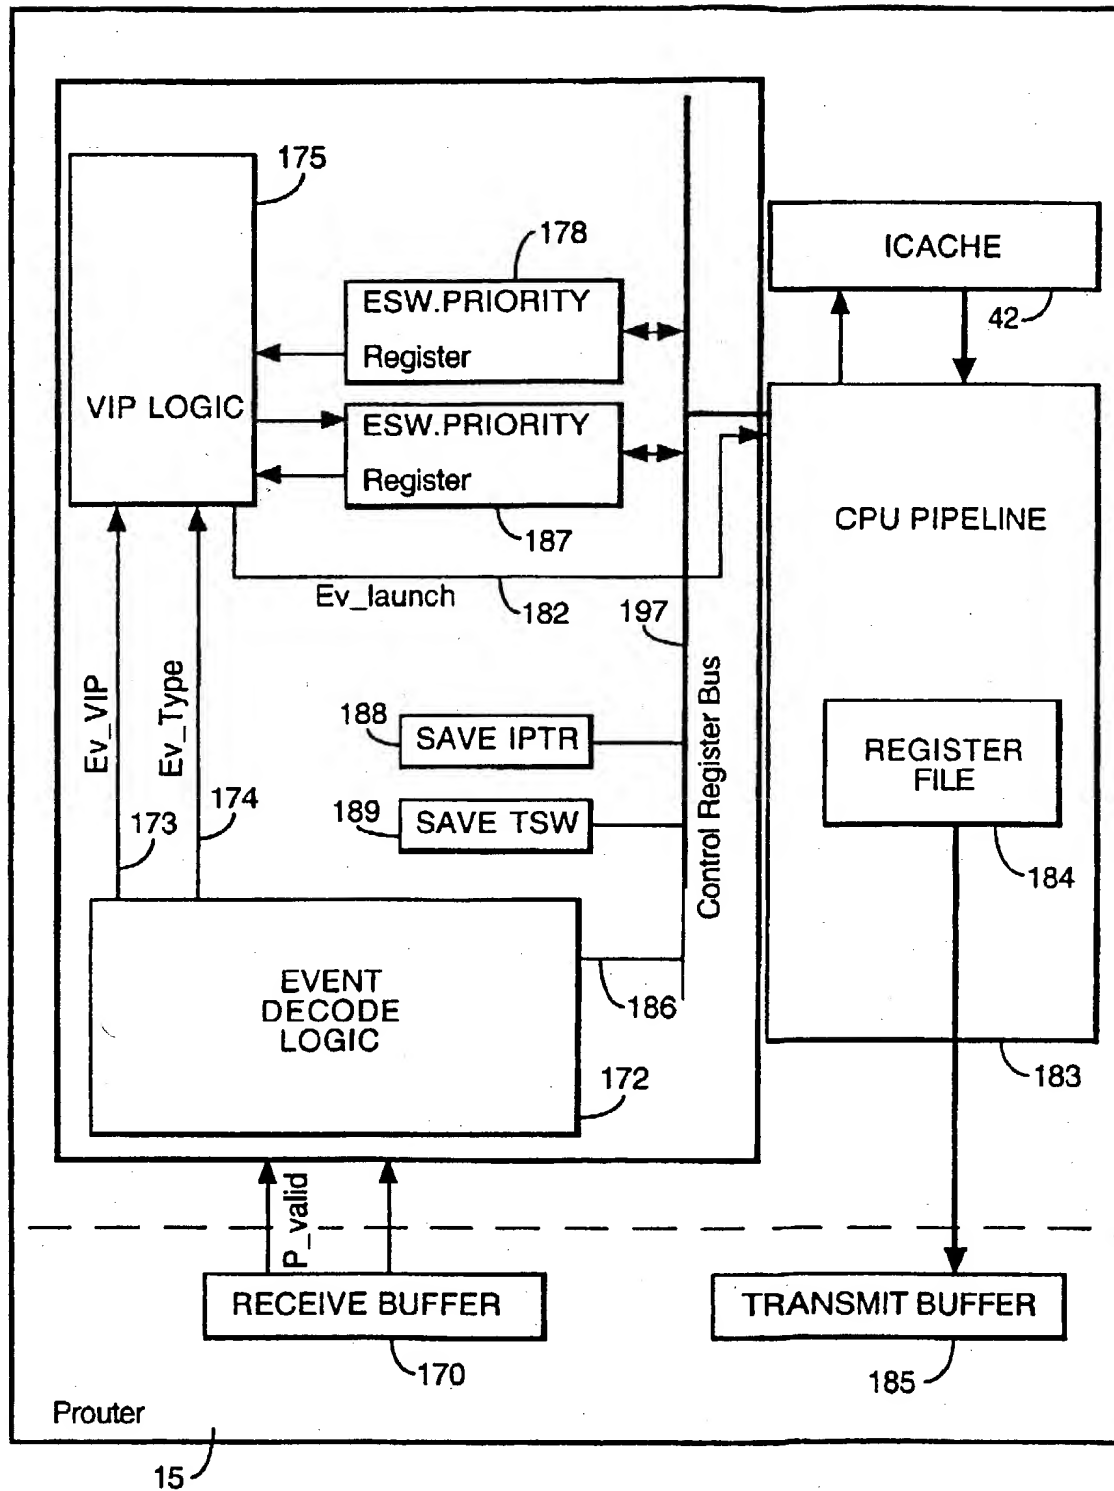 175
178
ICACHE
42
ESW.PRIORITY
Register
VIP LOGIC
ESW.PRIORITY
Register
187
CPU PIPELINE
Ev_launch
182
197
Ev_VIP
Ev_Type
Control Register Bus
188
SAVE IPTR
189
SAVE TSW
173
174
REGISTER
FILE
184
EVENT
DECODE
LOGIC
186
172
183
P_valid
RECEIVE BUFFER
TRANSMIT BUFFER
170
185
Prouter
15